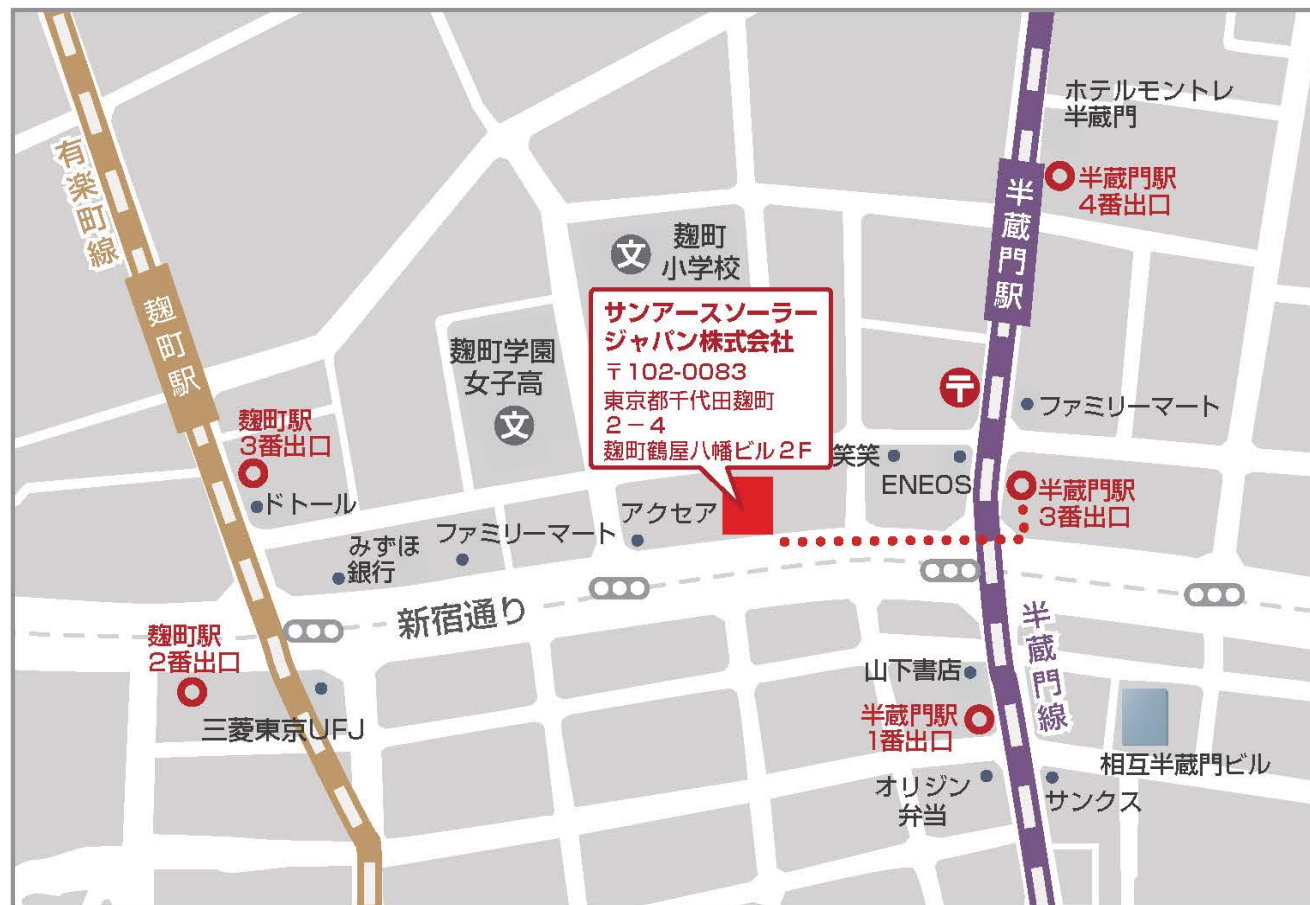 ホテルモントレ
半蔵門
半蔵門駅
4番出口
半蔵門駅
有楽町線
麹町
小学校
文
サンアースソーラー
ジャパン株式会社
〒102-0083
東京都千代田麹町
2-4
麹町鶴屋八幡ビル2F
麹町駅
麹町学園
女子高
文
〒
ファミリーマート
麹町駅
3番出口
笑笑
ENEOS
半蔵門駅
3番出口
ドトール
アクセア
ファミリーマート
みずほ
銀行
新宿通り
半蔵門線
麹町駅
2番出口
三菱東京UFJ
山下書店
半蔵門駅
1番出口
相互半蔵門ビル
オリジン
弁当
サンクス